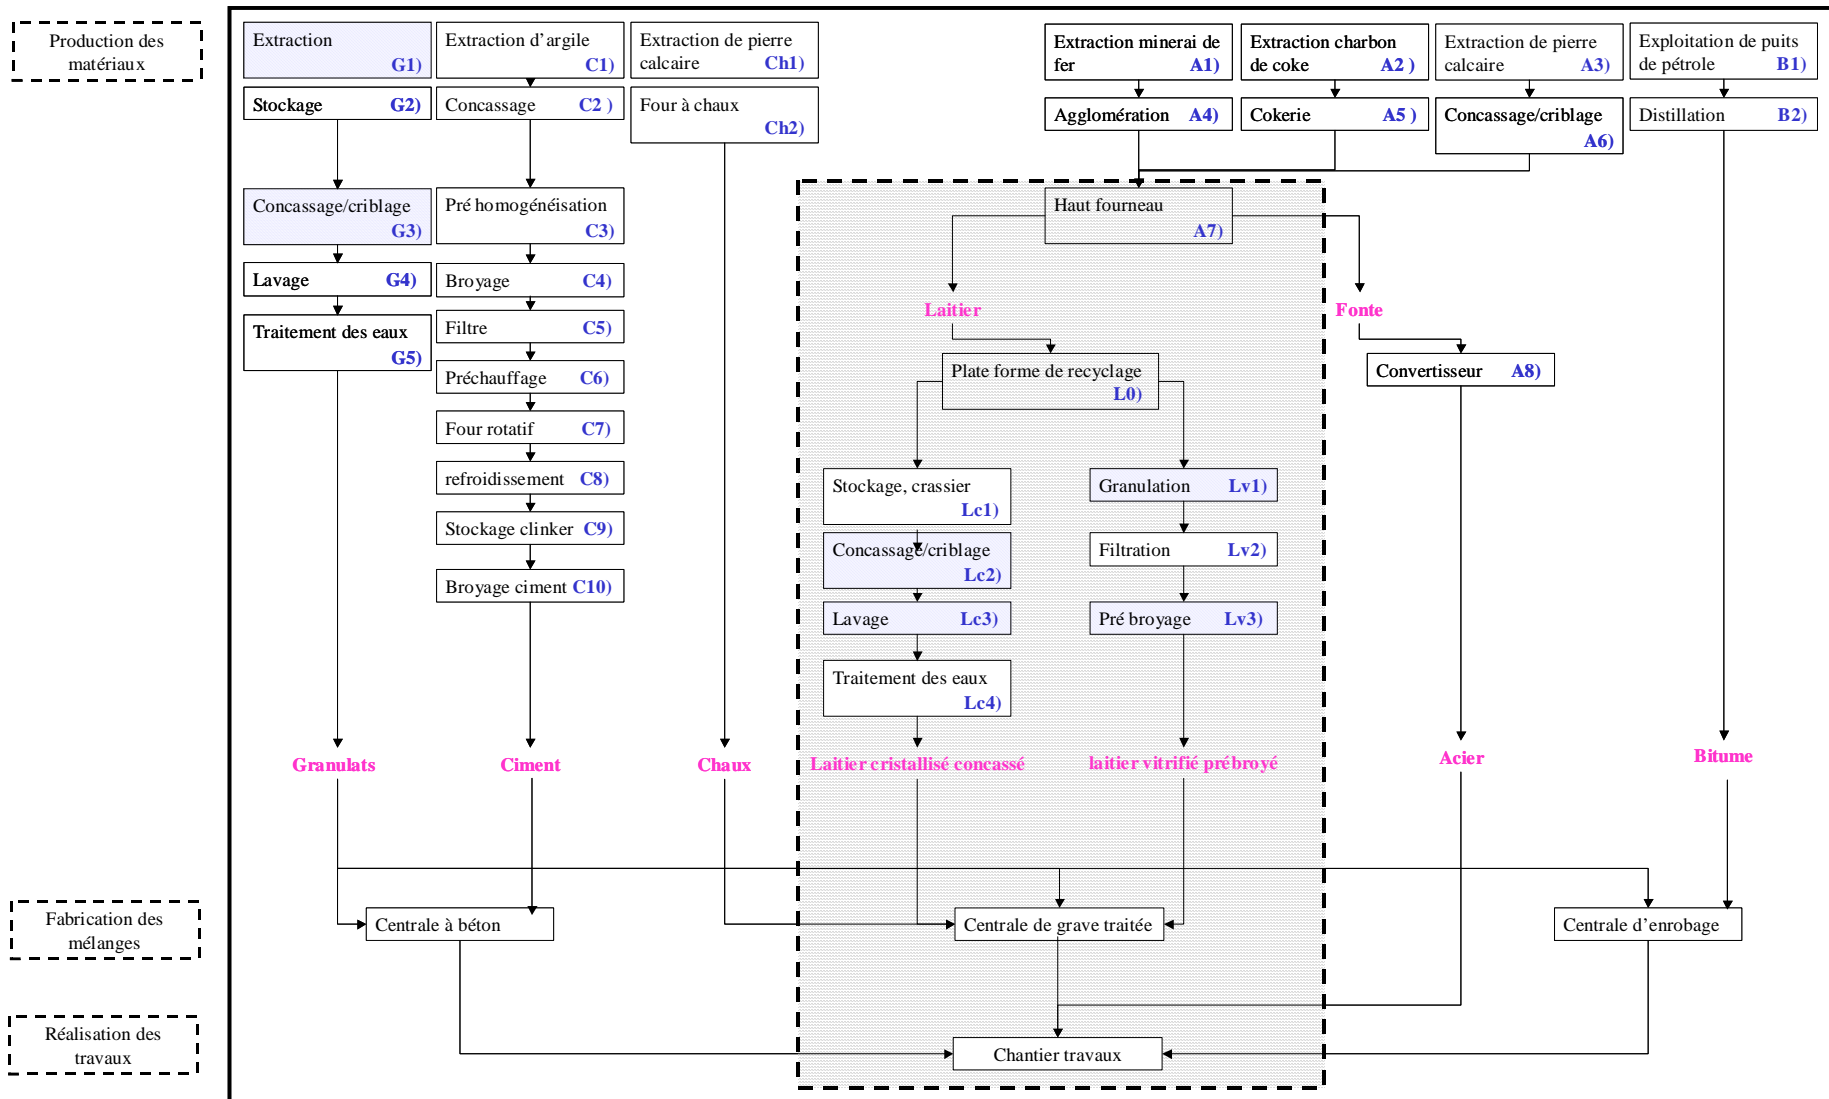 Production des
matériaux
Extraction
G1)
Stockage G2)
Concassage/criblage
G3)
Lavage G4)
Traitement des eaux
G5)
Granulats
Extraction d'argile
C1)
Concassage C2 )
Pré homogénéisation
C3)
Broyage C4)
Filtre C5)
Préchauffage C6)
Four rotatif C7)
refroidissement C8)
Stockage clinker C9)
Broyage ciment C10)
Ciment
Extraction de pierre
calcaire Ch1)
Four à chaux
Ch2)
Chaux
Extraction minerai de
fer A1)
Agglomération A4)
Extraction charbon
de coke A2 )
Cokerie A5 )
Extraction de pierre
calcaire A3)
Concassage/criblage
A6)
Exploitation de puits
de pétrole B1)
Distillation B2)
Haut fourneau
A7)
Laitier
Fonte
Plate forme de recyclage
L0)
Convertisseur A8)
Stockage, crassier
Lc1)
Concassage/criblage
Lc2)
Lavage Lc3)
Traitement des eaux
Lc4)
Laitier cristallisé concassé
Granulation Lv1)
Filtration Lv2)
Pré broyage Lv3)
laitier vitrifié prébroyé
Acier
Bitume
Fabrication des
mélanges
Centrale à béton
Centrale de grave traitée
Centrale d'enrobage
Réalisation des
travaux
Chantier travaux